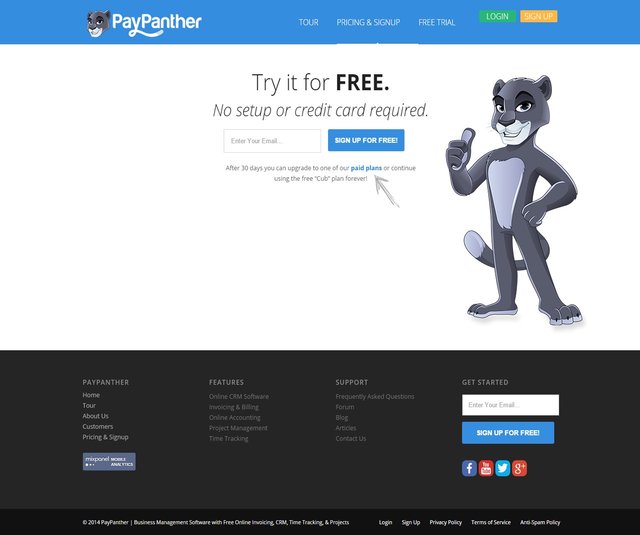 PayPanther
TOUR
PRICING & SIGNUP
FREE TRIAL
LOGIN
SIGN UP
Try it for FREE.
No setup or credit card required.
Enter Your Email...
SIGN UP FOR FREE!
After 30 days you can upgrade to one of our paid plans or continue
using the free "Cub" plan forever!
PAYPANTHER
Home
Tour
About Us
Customers
Pricing & Signup
mixpanel MOBILE
ANALYTICS
FEATURES
Online CRM Software
Invoicing & Billing
Online Accounting
Project Management
Time Tracking
SUPPORT
Frequently Asked Questions
Forum
Blog
Articles
Contact Us
GET STARTED
Enter Your Email...
SIGN UP FOR FREE!
f
You
Tube
g+
© 2014 PayPanther | Business Management Software with Free Online Invoicing, CRM, Time Tracking, & Projects
Login
Sign Up
Privacy Policy
Terms of Service
Anti-Spam Policy